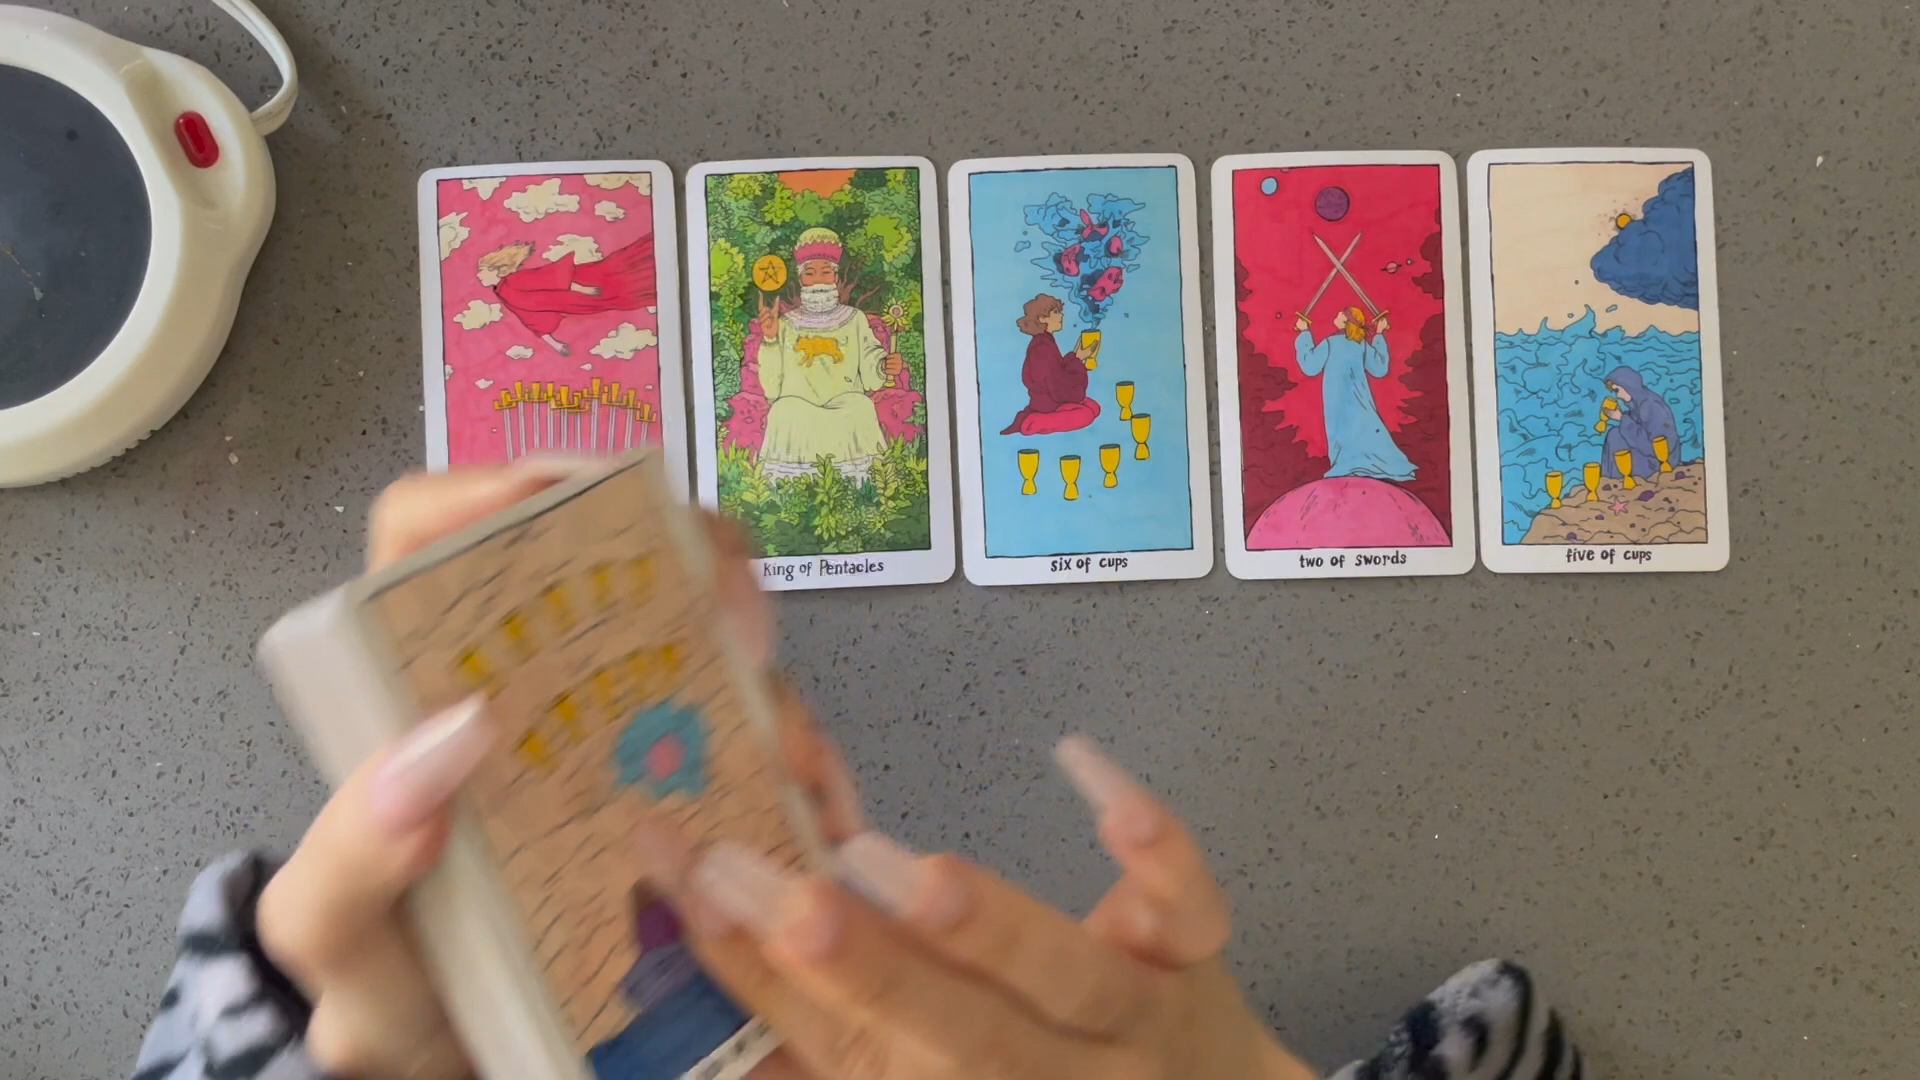 King of Pentacles
six of cups
two of swords
five of cups